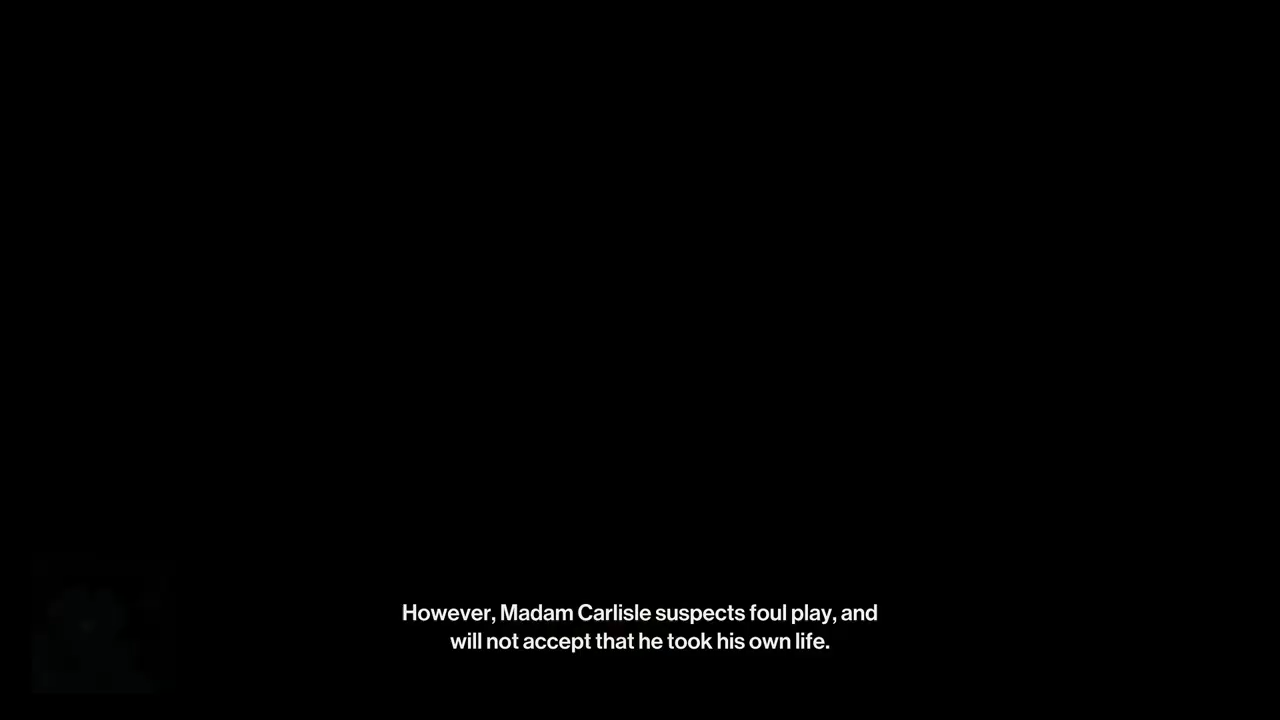 However, Madam Carlisle suspects foul play, and
will not accept that he took his own life.